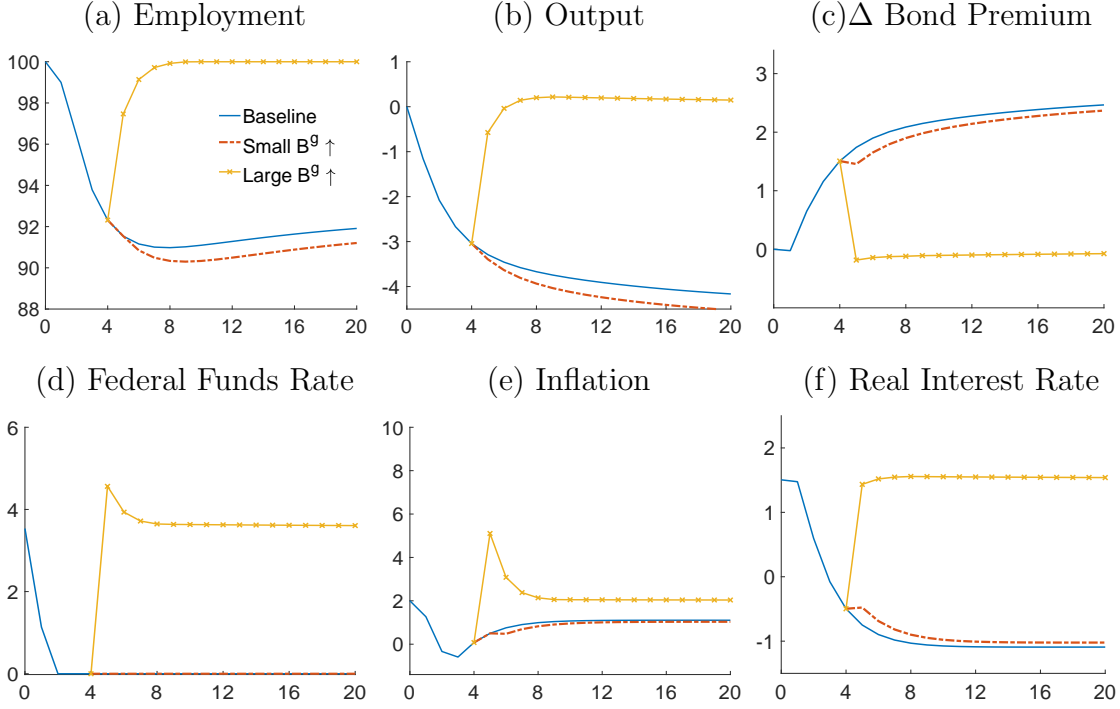 (a) Employment
(b) Output
(c)Δ Bond Premium
100
98
96
94
92
90
88
0 4 8 12 16 20
Baseline
Small B^g ↑
Large B^g ↑
1
0
-1
-2
-3
-4
0 4 8 12 16 20
3
2
1
0
0 4 8 12 16 20
(d) Federal Funds Rate
(e) Inflation
(f) Real Interest Rate
6
4
2
0
0 4 8 12 16 20
10
8
6
4
2
0
0 4 8 12 16 20
2
1
0
-1
0 4 8 12 16 20